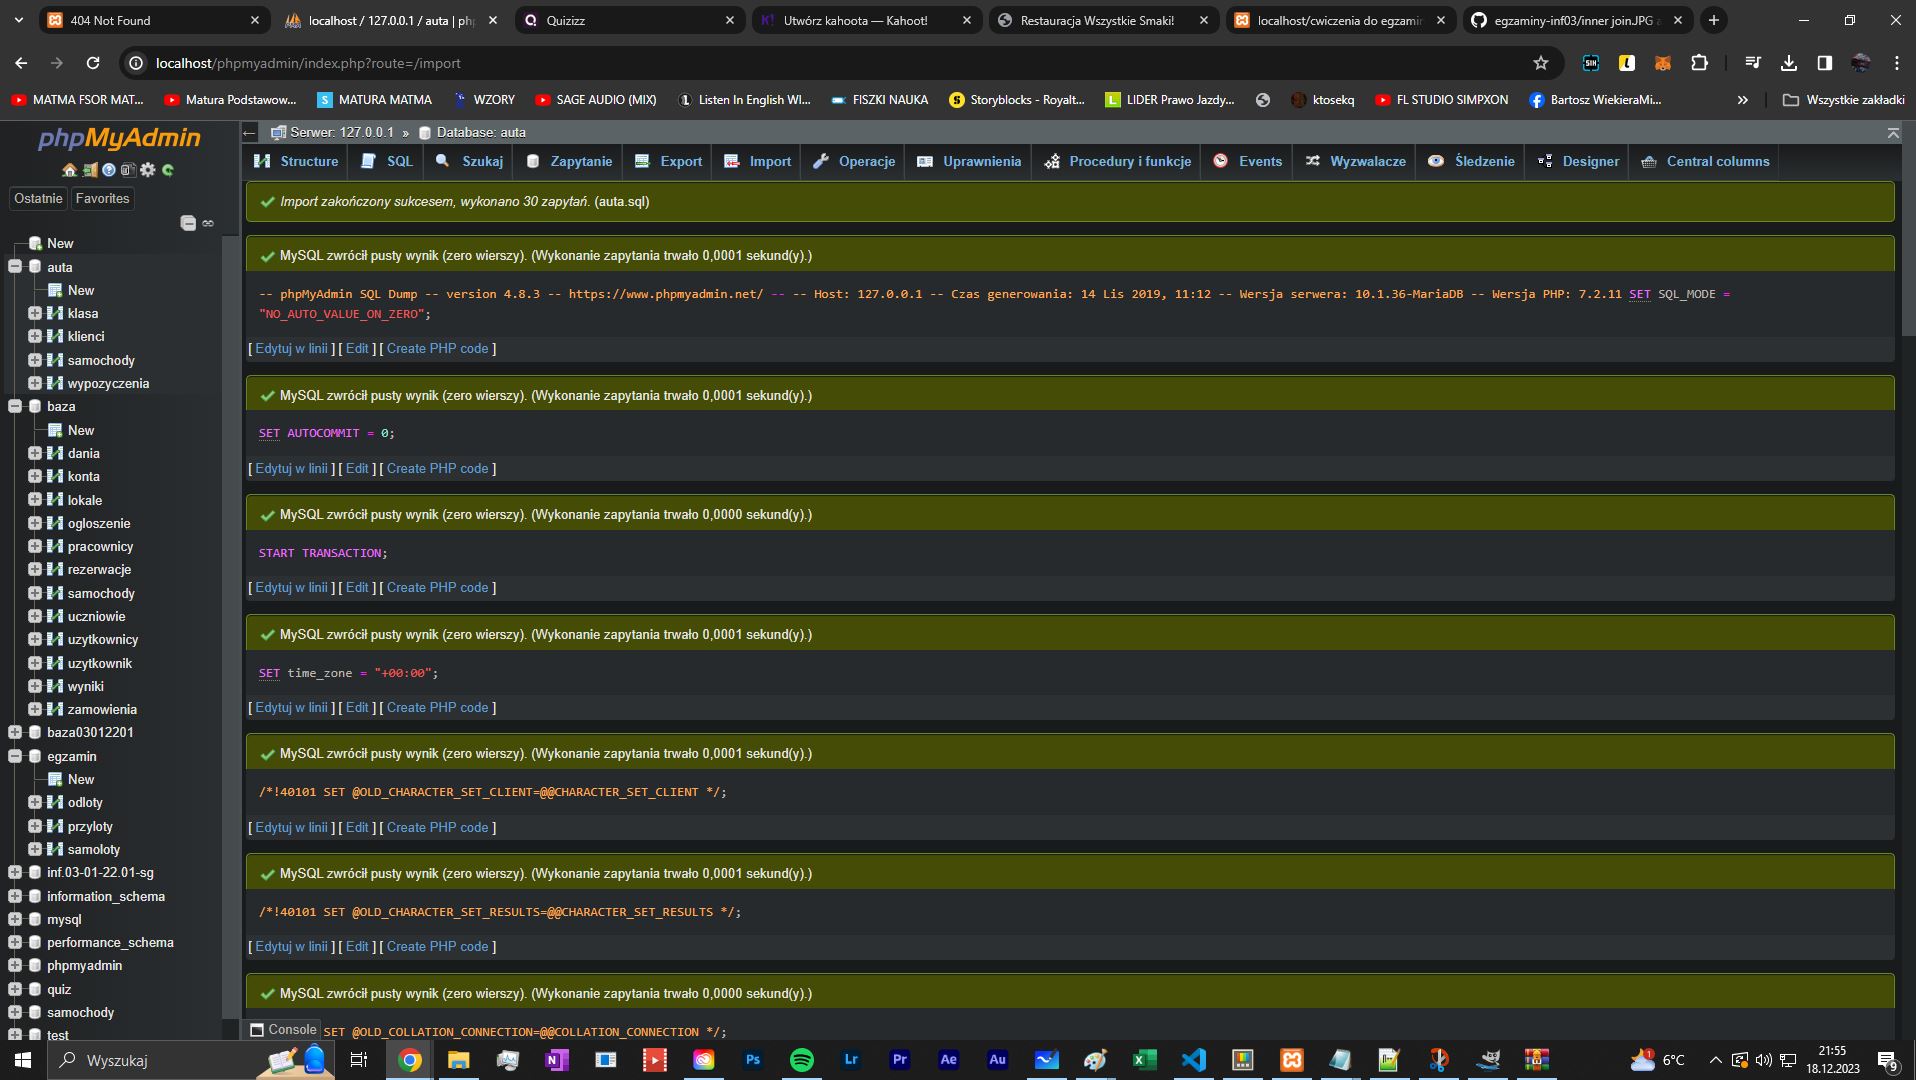 404 Not Found
localhost / 127.0.0.1 / auta | ph
Quizizz
Utwórz kahoota — Kahoot!
Restauracja Wszystkie Smaki!
localhost/cwiczenia do egzamin
egzaminy-inf03/inner join.JPG
localhost/phpmyadmin/index.php?route=/import
MATMA FSOR MAT...
Matura Podstawow...
MATURA MATMA
WZORY
SAGE AUDIO (MIX)
Listen In English WI...
FISZKI NAUKA
Storyblocks - Royalt...
LIDER Prawo Jazdy...
ktosekq
FL STUDIO SIMPXON
Bartosz WiekieraMi...
Wszystkie zakładki
phpMyAdmin
Ostatnie Favorites
New
auta
New
klasa
klienci
samochody
wypozyczenia
baza
New
dania
konta
lokale
ogloszenie
pracownicy
rezerwacje
samochody
uczniowie
uzytkownicy
uzytkownik
wyniki
zamowienia
baza03012201
egzamin
New
odloty
przyloty
samoloty
inf.03-01-22.01-sg
information_schema
mysql
performance_schema
phpmyadmin
quiz
samochody
test
Serwer: 127.0.0.1 » Database: auta
Structure SQL Szukaj Zapytanie Export Import Operacje Uprawnienia Procedury i funkcje Events Wyzwalacze Śledzenie Designer Central columns
Import zakończony sukcesem, wykonano 30 zapytań. (auta.sql)
MySQL zwrócił pusty wynik (zero wierszy). (Wykonanie zapytania trwało 0,0001 sekund(y).)
-- phpMyAdmin SQL Dump -- version 4.8.3 -- https://www.phpmyadmin.net/ -- -- Host: 127.0.0.1 -- Czas generowania: 14 Lis 2019, 11:12 -- Wersja serwera: 10.1.36-MariaDB -- Wersja PHP: 7.2.11 SET SQL_MODE =
"NO_AUTO_VALUE_ON_ZERO";
[ Edytuj w linii ] [ Edit ] [ Create PHP code ]
MySQL zwrócił pusty wynik (zero wierszy). (Wykonanie zapytania trwało 0,0001 sekund(y).)
SET AUTOCOMMIT = 0;
[ Edytuj w linii ] [ Edit ] [ Create PHP code ]
MySQL zwrócił pusty wynik (zero wierszy). (Wykonanie zapytania trwało 0,0000 sekund(y).)
START TRANSACTION;
[ Edytuj w linii ] [ Edit ] [ Create PHP code ]
MySQL zwrócił pusty wynik (zero wierszy). (Wykonanie zapytania trwało 0,0001 sekund(y).)
SET time_zone = "+00:00";
[ Edytuj w linii ] [ Edit ] [ Create PHP code ]
MySQL zwrócił pusty wynik (zero wierszy). (Wykonanie zapytania trwało 0,0001 sekund(y).)
/*!40101 SET @OLD_CHARACTER_SET_CLIENT=@@CHARACTER_SET_CLIENT */;
[ Edytuj w linii ] [ Edit ] [ Create PHP code ]
MySQL zwrócił pusty wynik (zero wierszy). (Wykonanie zapytania trwało 0,0001 sekund(y).)
/*!40101 SET @OLD_CHARACTER_SET_RESULTS=@@CHARACTER_SET_RESULTS */;
[ Edytuj w linii ] [ Edit ] [ Create PHP code ]
MySQL zwrócił pusty wynik (zero wierszy). (Wykonanie zapytania trwało 0,0000 sekund(y).)
Console
SET @OLD_COLLATION_CONNECTION=@@COLLATION_CONNECTION */;
Wyszukaj
6°C
21:55
18.12.2023